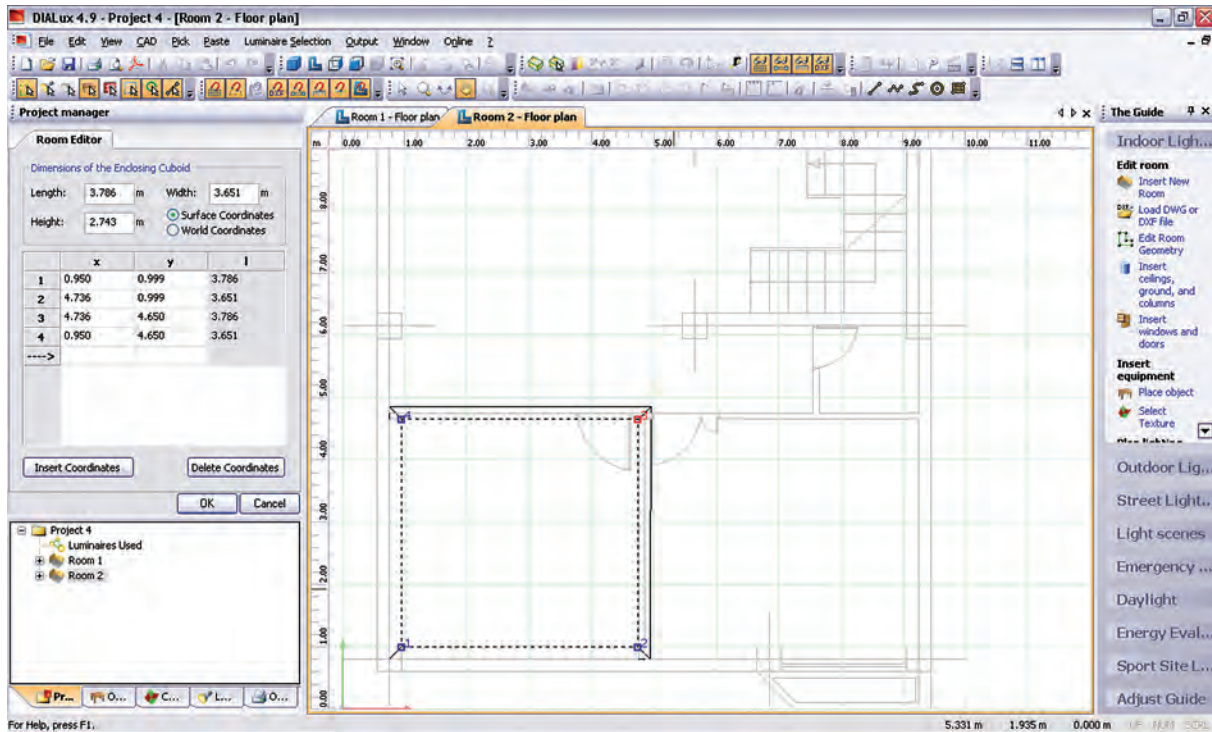 DIALux 4.9 - Project 4 - [Room 2 - Floor plan]
File Edit View CAD Pick Paste Luminaire Selection Output Window Online ?
Project manager
Room Editor
Dimensions of the Enclosing Cuboid
Length: 3.786 m Width: 3.651 m
Height: 2.743 m Surface Coordinates
World Coordinates
x y l
1 0.950 0.999 3.786
2 4.736 0.999 3.651
3 4.736 4.650 3.786
4 0.950 4.650 3.651
---->
Insert Coordinates Delete Coordinates
OK Cancel
Project 4
Luminaires Used
Room 1
Room 2
Pr... O... C... L... O...
For Help, press F1.
Room 1 - Floor plan Room 2 - Floor plan
m 0.00 1.00 2.00 3.00 4.00 5.00 6.00 7.00 8.00 9.00 10.00 11.00
8.00
7.00
6.00
5.00
4.00
3.00
2.00
1.00
0.00
4 3
1 2
The Guide
Indoor Ligh...
Edit room
Insert New
Room
Load DWG or
DXF file
Edit Room
Geometry
Insert
ceilings,
ground, and
columns
Insert
windows and
doors
Insert
equipment
Place object
Select
Texture
Outdoor Lig...
Street Light...
Light scenes
Emergency ...
Daylight
Energy Eval...
Sport Site L...
Adjust Guide
5.331 m 1.935 m 0.000 m